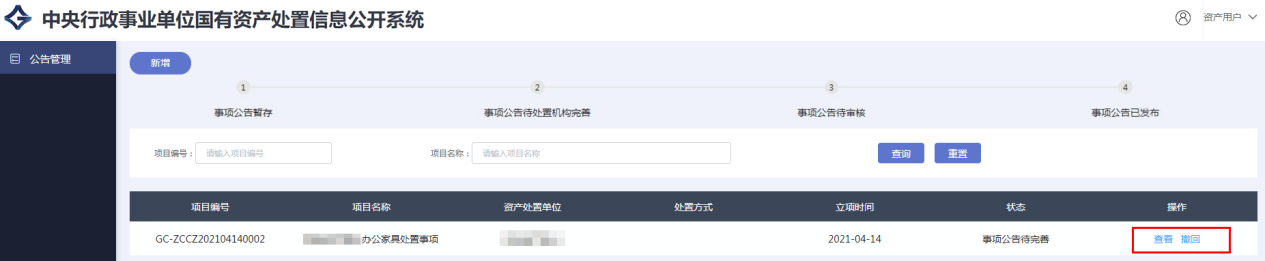 中央行政事业单位国有资产处置信息公开系统
资产用户
公告管理
新增
1 2 3 4
事项公告暂存 事项公告待处置机构完善 事项公告待审核 事项公告已发布
项目编号： 请输入项目编号 项目名称： 请输入项目名称 查询 重置
项目编号 项目名称 资产处置单位 处置方式 立项时间 状态 操作
GC-ZCCZ202104140002 办公家具处置事项 2021-04-14 事项公告待完善 查看 撤回